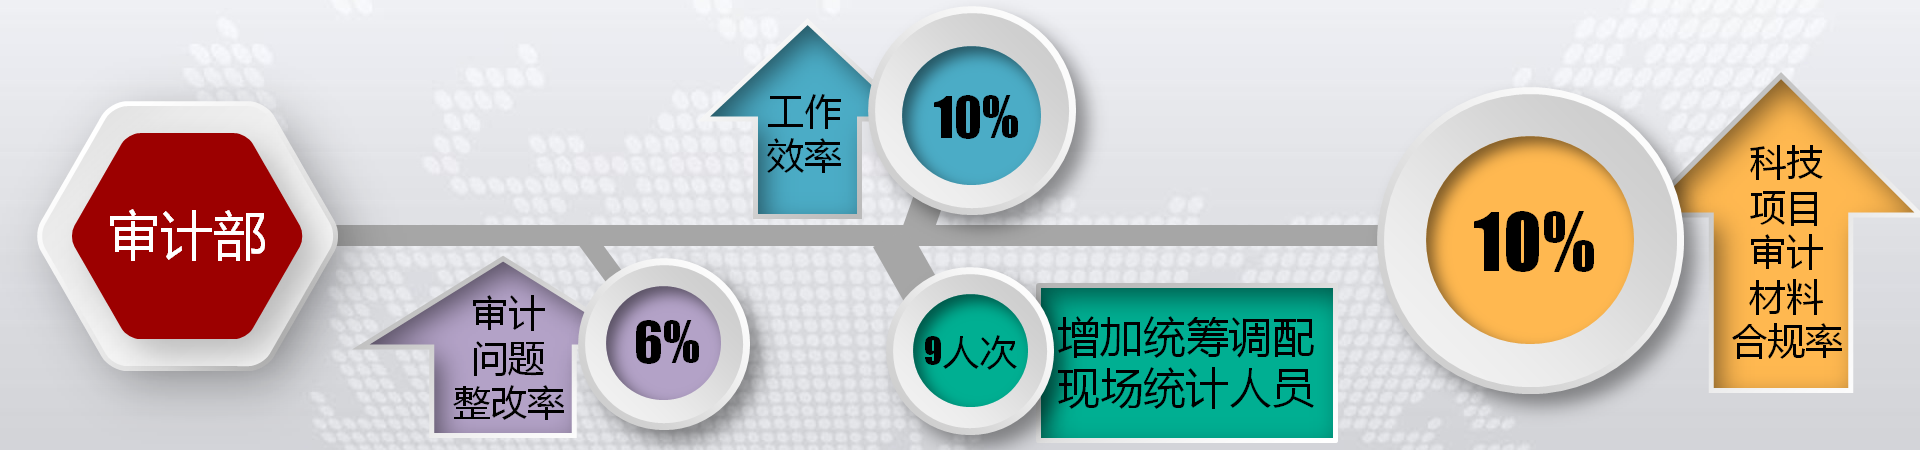 审计部
工作
效率
10%
审计
问题
整改率
6%
9人次
增加统筹调配
现场统计人员
10%
科技
项目
审计
材料
合规率